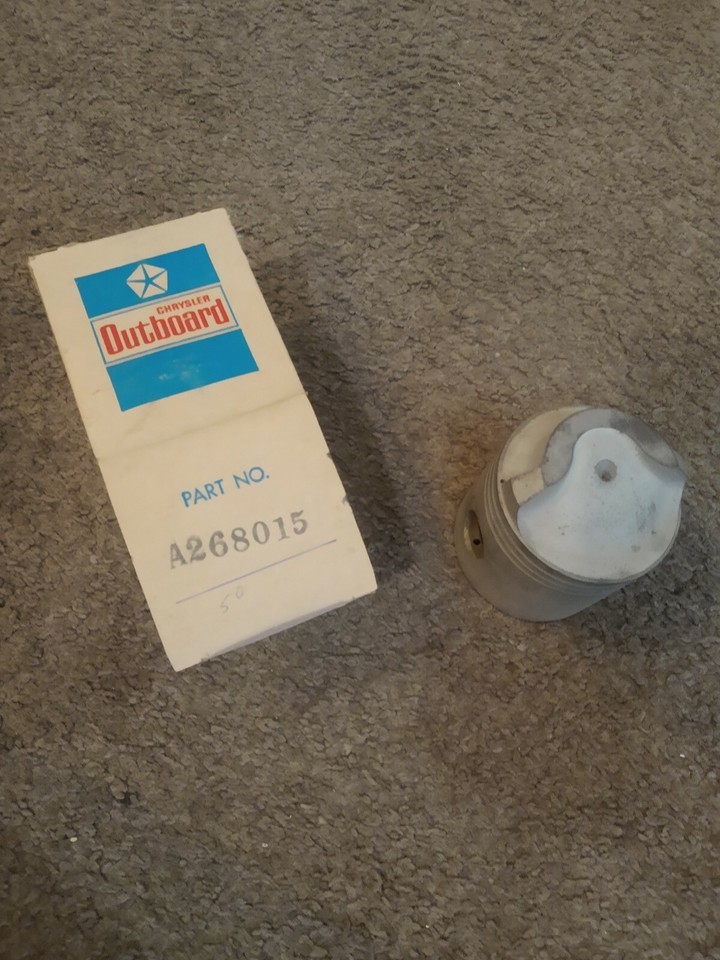 CHRYSLER
Outboard
PART NO.
A268015
50